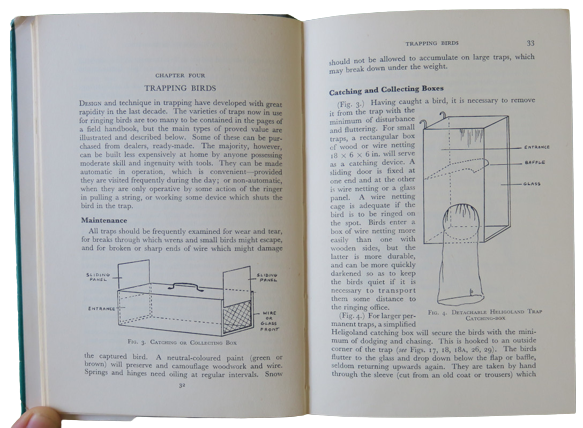 CHAPTER FOUR
TRAPPING BIRDS
DESIGN and technique in trapping have developed with great
rapidity in the last decade. The varieties of traps now in use
for ringing birds are too many to be contained in the pages of
a field handbook, but the main types of proved value are
illustrated and described below. Some of these can be pur-
chased from dealers, ready-made. The majority, however,
can be built less expensively at home by anyone possessing
moderate skill and ingenuity with tools. They can be made
automatic in operation, which is convenient—provided
they are visited frequently during the day; or non-automatic,
when they are only operative by some action of the ringer
in pulling a string, or working some device which shuts the
bird in the trap.
Maintenance
All traps should be frequently examined for wear and tear,
for breaks through which wrens and small birds might escape,
and for broken or sharp ends of wire which might damage
SLIDING
PANEL
SLIDING
PANEL
ENTRANCE
WIRE
OR
GLASS
FRONT
FIG. 3. CATCHING OR COLLECTING BOX
the captured bird. A neutral-coloured paint (green or
brown) will preserve and camouflage woodwork and wire.
Springs and hinges need oiling at regular intervals. Snow
32
TRAPPING BIRDS 33
should not be allowed to accumulate on large traps, which
may break down under the weight.
Catching and Collecting Boxes
(Fig. 3.) Having caught a bird, it is necessary to remove
it from the trap with the
minimum of disturbance
and fluttering. For small
traps, a rectangular box
of wood or wire netting
18 × 6 × 6 in. will serve
as a catching device. A
sliding door is fixed at
one end and at the other
is wire netting or a glass
panel. A wire netting
cage is adequate if the
bird is to be ringed on
the spot. Birds enter a
box of wire netting more
easily than one with
wooden sides, but the
latter is more durable,
and can be more quickly
darkened so as to keep
the birds quiet if it is
necessary to transport
them some distance to
the ringing office.
ENTRANCE
BAFFLE
GLASS
FIG. 4. DETACHABLE HELIGOLAND TRAP
CATCHING-BOX
(Fig. 4.) For larger per-
manent traps, a simplified
Heligoland catching box will secure the birds with the mini-
mum of dodging and chasing. This is hooked to an outside
corner of the trap (see Figs. 17, 18, 18A, 26, 29). The birds
flutter to the glass and drop down below the flap or baffle,
seldom returning upwards again. They are taken by hand
through the sleeve (cut from an old coat or trousers) which